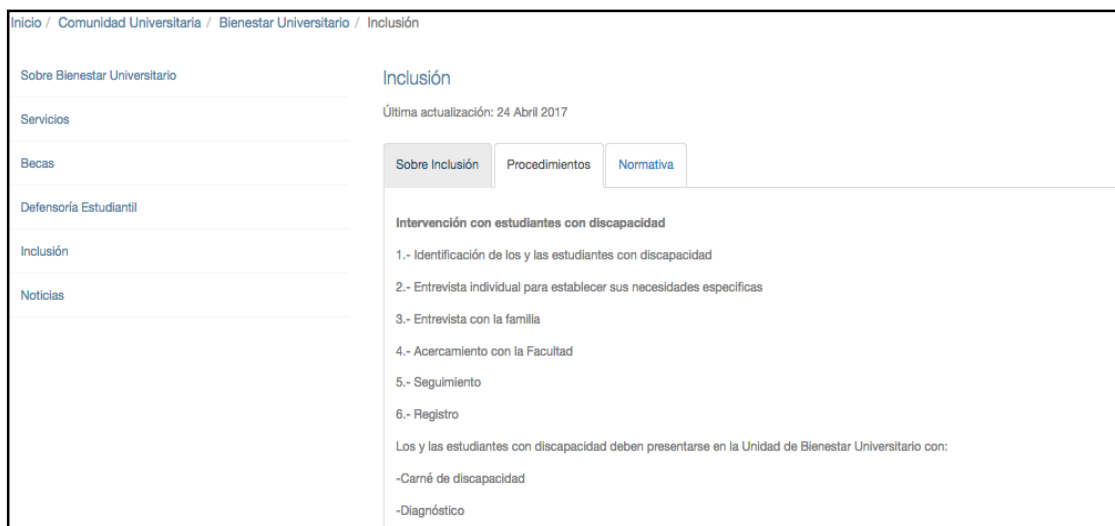 Inicio / Comunidad Universitaria / Bienestar Universitario / Inclusión
Sobre Bienestar Universitario
Servicios
Becas
Defensoría Estudiantil
Inclusión
Noticias
Inclusión
Última actualización: 24 Abril 2017
Sobre Inclusión
Procedimientos
Normativa
Intervención con estudiantes con discapacidad
1.- Identificación de los y las estudiantes con discapacidad
2.- Entrevista individual para establecer sus necesidades especificas
3.- Entrevista con la familia
4.- Acercamiento con la Facultad
5.- Seguimiento
6.- Registro
Los y las estudiantes con discapacidad deben presentarse en la Unidad de Bienestar Universitario con:
-Carné de discapacidad
-Diagnóstico